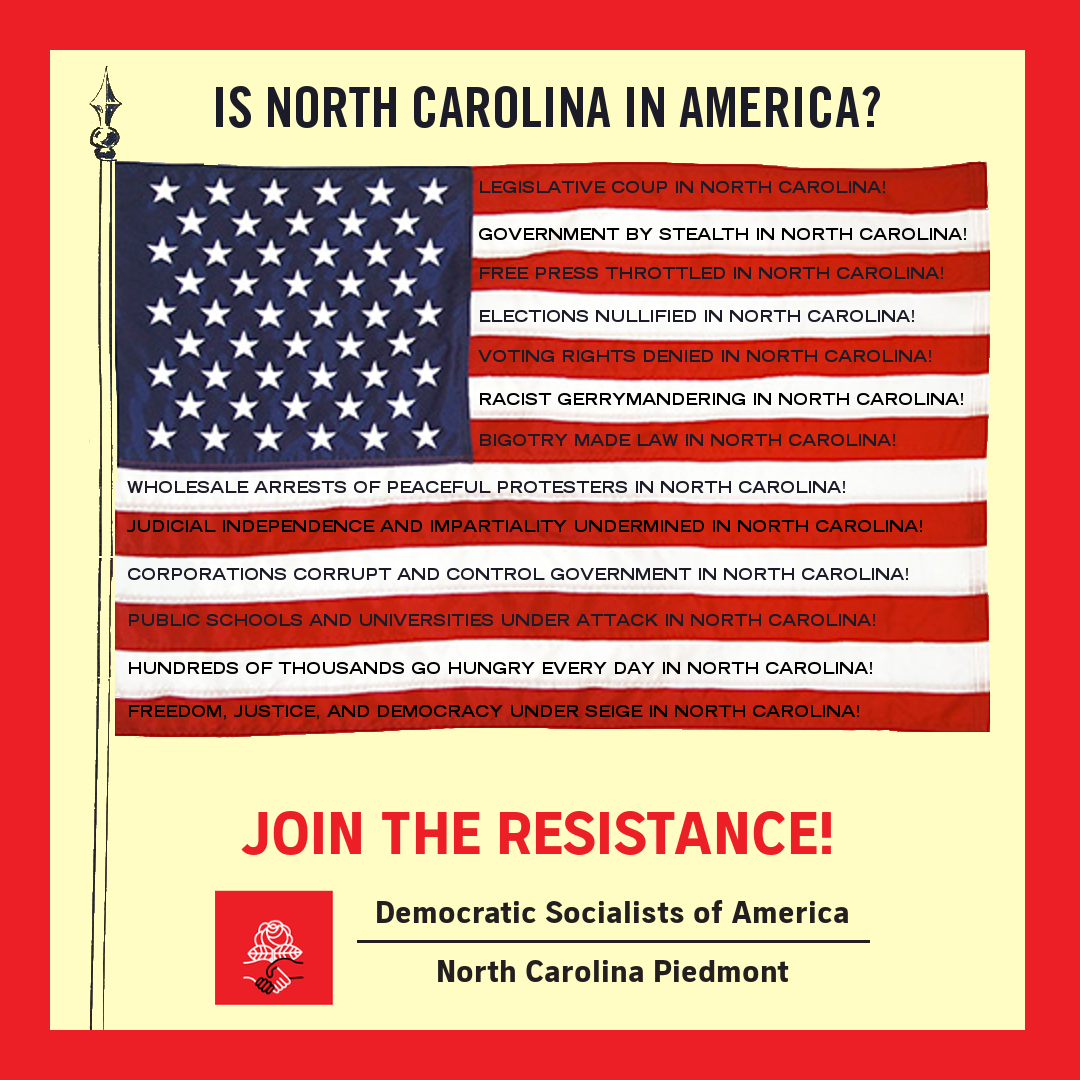 IS NORTH CAROLINA IN AMERICA?
LEGISLATIVE COUP IN NORTH CAROLINA!
GOVERNMENT BY STEALTH IN NORTH CAROLINA!
FREE PRESS THROTTLED IN NORTH CAROLINA!
ELECTIONS NULLIFIED IN NORTH CAROLINA!
VOTING RIGHTS DENIED IN NORTH CAROLINA!
RACIST GERRYMANDERING IN NORTH CAROLINA!
BIGOTRY MADE LAW IN NORTH CAROLINA!
WHOLESALE ARRESTS OF PEACEFUL PROTESTERS IN NORTH CAROLINA!
JUDICIAL INDEPENDENCE AND IMPARTIALITY UNDERMINED IN NORTH CAROLINA!
CORPORATIONS CORRUPT AND CONTROL GOVERNMENT IN NORTH CAROLINA!
PUBLIC SCHOOLS AND UNIVERSITIES UNDER ATTACK IN NORTH CAROLINA!
HUNDREDS OF THOUSANDS GO HUNGRY EVERY DAY IN NORTH CAROLINA!
FREEDOM, JUSTICE, AND DEMOCRACY UNDER SEIGE IN NORTH CAROLINA!
JOIN THE RESISTANCE!
Democratic Socialists of America
North Carolina Piedmont